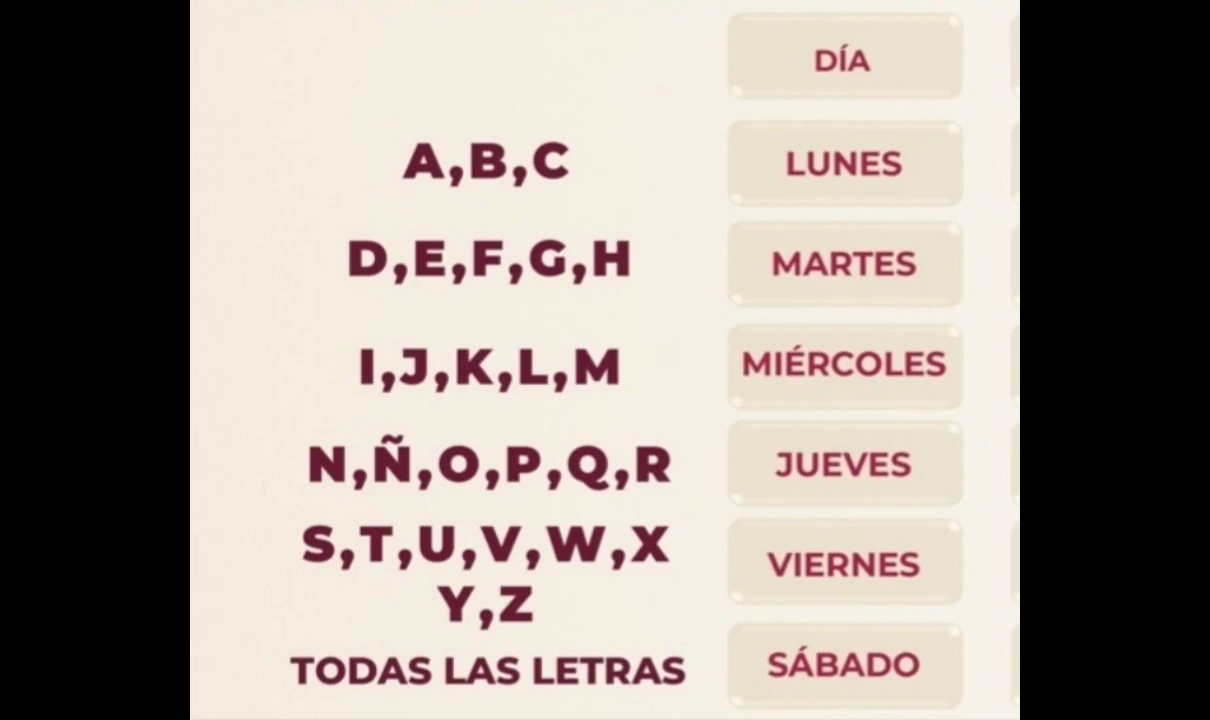 DÍA
A,B,C LUNES
D,E,F,G,H MARTES
I,J,K,L,M MIÉRCOLES
N,Ñ,O,P,Q,R JUEVES
S,T,U,V,W,X
Y,Z VIERNES
TODAS LAS LETRAS SÁBADO